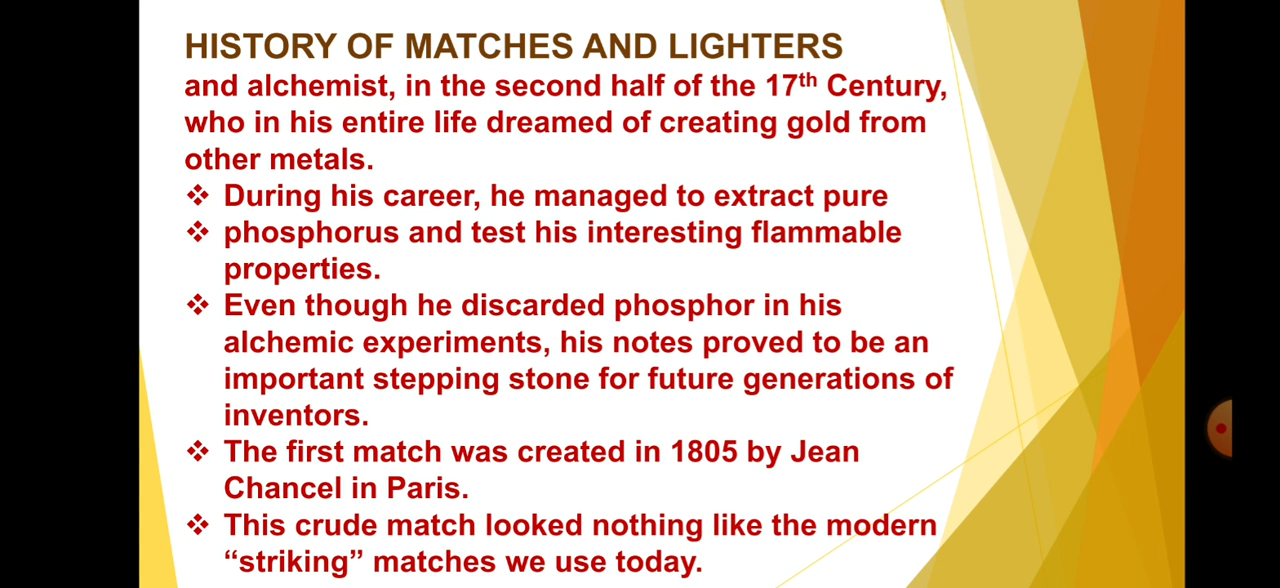 HISTORY OF MATCHES AND LIGHTERS
and alchemist, in the second half of the 17th Century,
who in his entire life dreamed of creating gold from
other metals.
❖ During his career, he managed to extract pure
❖ phosphorus and test his interesting flammable
properties.
❖ Even though he discarded phosphor in his
alchemic experiments, his notes proved to be an
important stepping stone for future generations of
inventors.
❖ The first match was created in 1805 by Jean
Chancel in Paris.
❖ This crude match looked nothing like the modern
“striking” matches we use today.